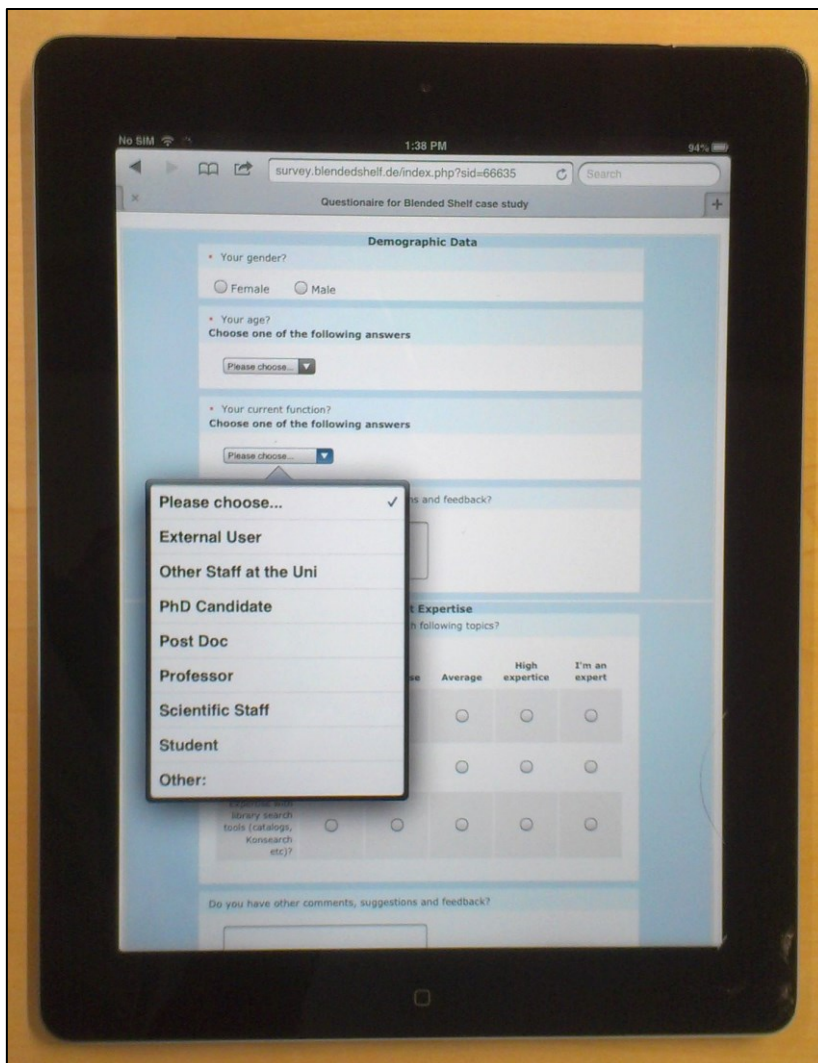 No SIM
1:38 PM
94%
survey.blendedshelf.de/index.php?sid=66635
Search
Questionaire for Blended Shelf case study
Demographic Data
* Your gender?
Female Male
* Your age?
Choose one of the following answers
Please choose...
* Your current function?
Choose one of the following answers
Please choose...
Please choose...
and feedback?
External User
Other Staff at the Uni
PhD Candidate
Expertise
Post Doc
following topics?
Professor
Average
High expertice
I'm an expert
Scientific Staff
Student
Other:
Expertise with
library search
tools (catalogs,
Konsearch
etc)?
Do you have other comments, suggestions and feedback?